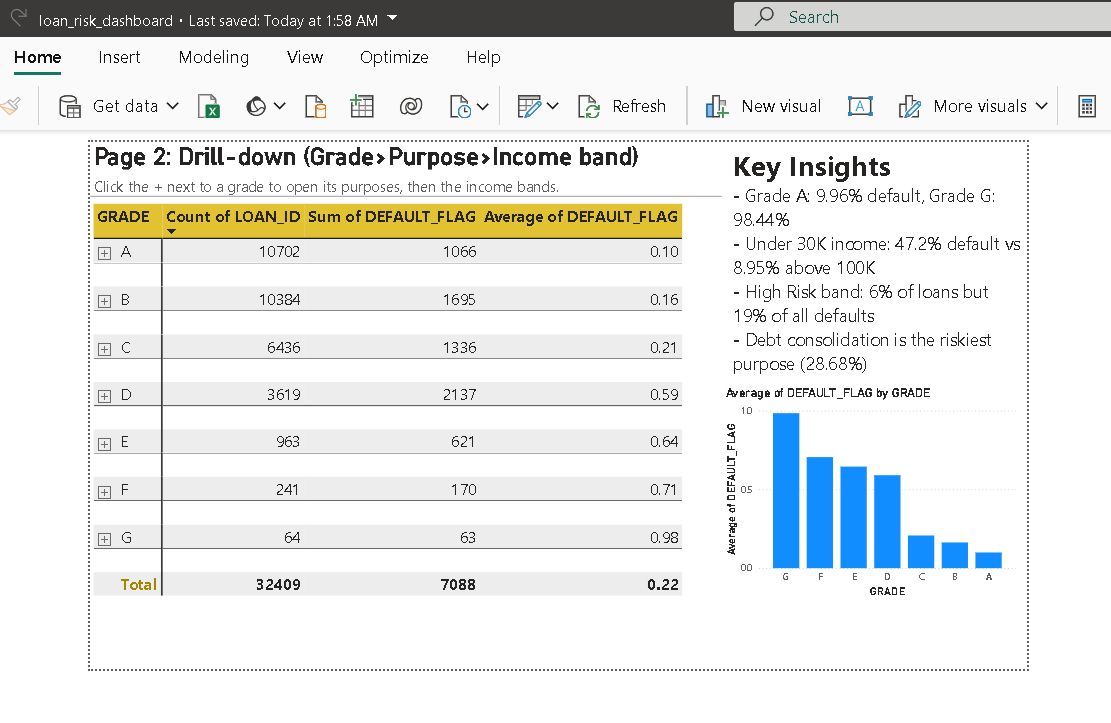 loan_risk_dashboard • Last saved: Today at 1:58 AM
Search
Home Insert Modeling View Optimize Help
Get data Refresh New visual A More visuals
Page 2: Drill-down (Grade>Purpose>Income band)
Click the + next to a grade to open its purposes, then the income bands.
GRADE Count of LOAN_ID Sum of DEFAULT_FLAG Average of DEFAULT_FLAG
A 10702 1066 0.10
B 10384 1695 0.16
C 6436 1336 0.21
D 3619 2137 0.59
E 963 621 0.64
F 241 170 0.71
G 64 63 0.98
Total 32409 7088 0.22
Key Insights
- Grade A: 9.96% default, Grade G:
98.44%
- Under 30K income: 47.2% default vs
8.95% above 100K
- High Risk band: 6% of loans but
19% of all defaults
- Debt consolidation is the riskiest
purpose (28.68%)
Average of DEFAULT_FLAG by GRADE
Average of DEFAULT_FLAG
1.0
0.5
0.0
G F E D C B A
GRADE